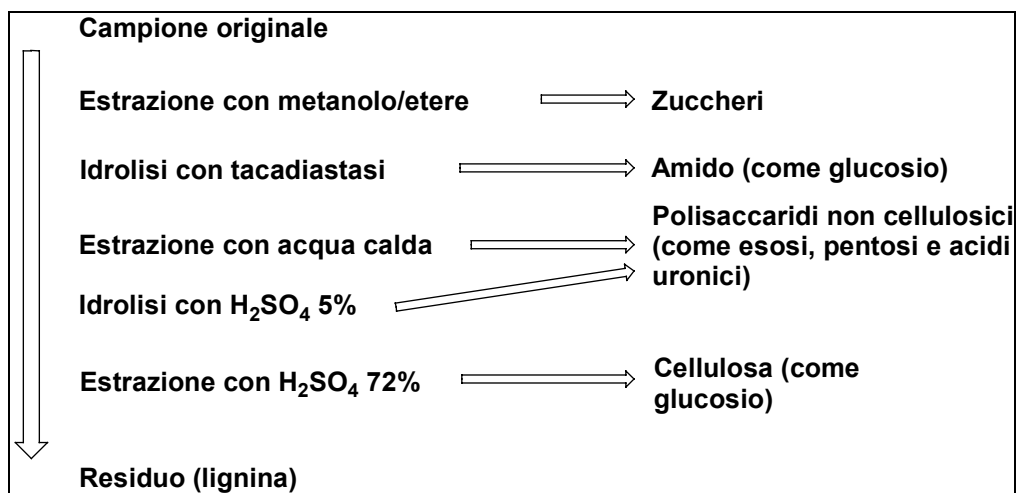 Campione originale
Estrazione con metanolo/etere
Zuccheri
Idrolisi con tacadiastasi
Amido (come glucosio)
Estrazione con acqua calda
Polisaccaridi non cellulosici
(come esosi, pentosi e acidi
uronici)
Idrolisi con H₂SO₄ 5%
Estrazione con H₂SO₄ 72%
Cellulosa (come
glucosio)
Residuo (lignina)